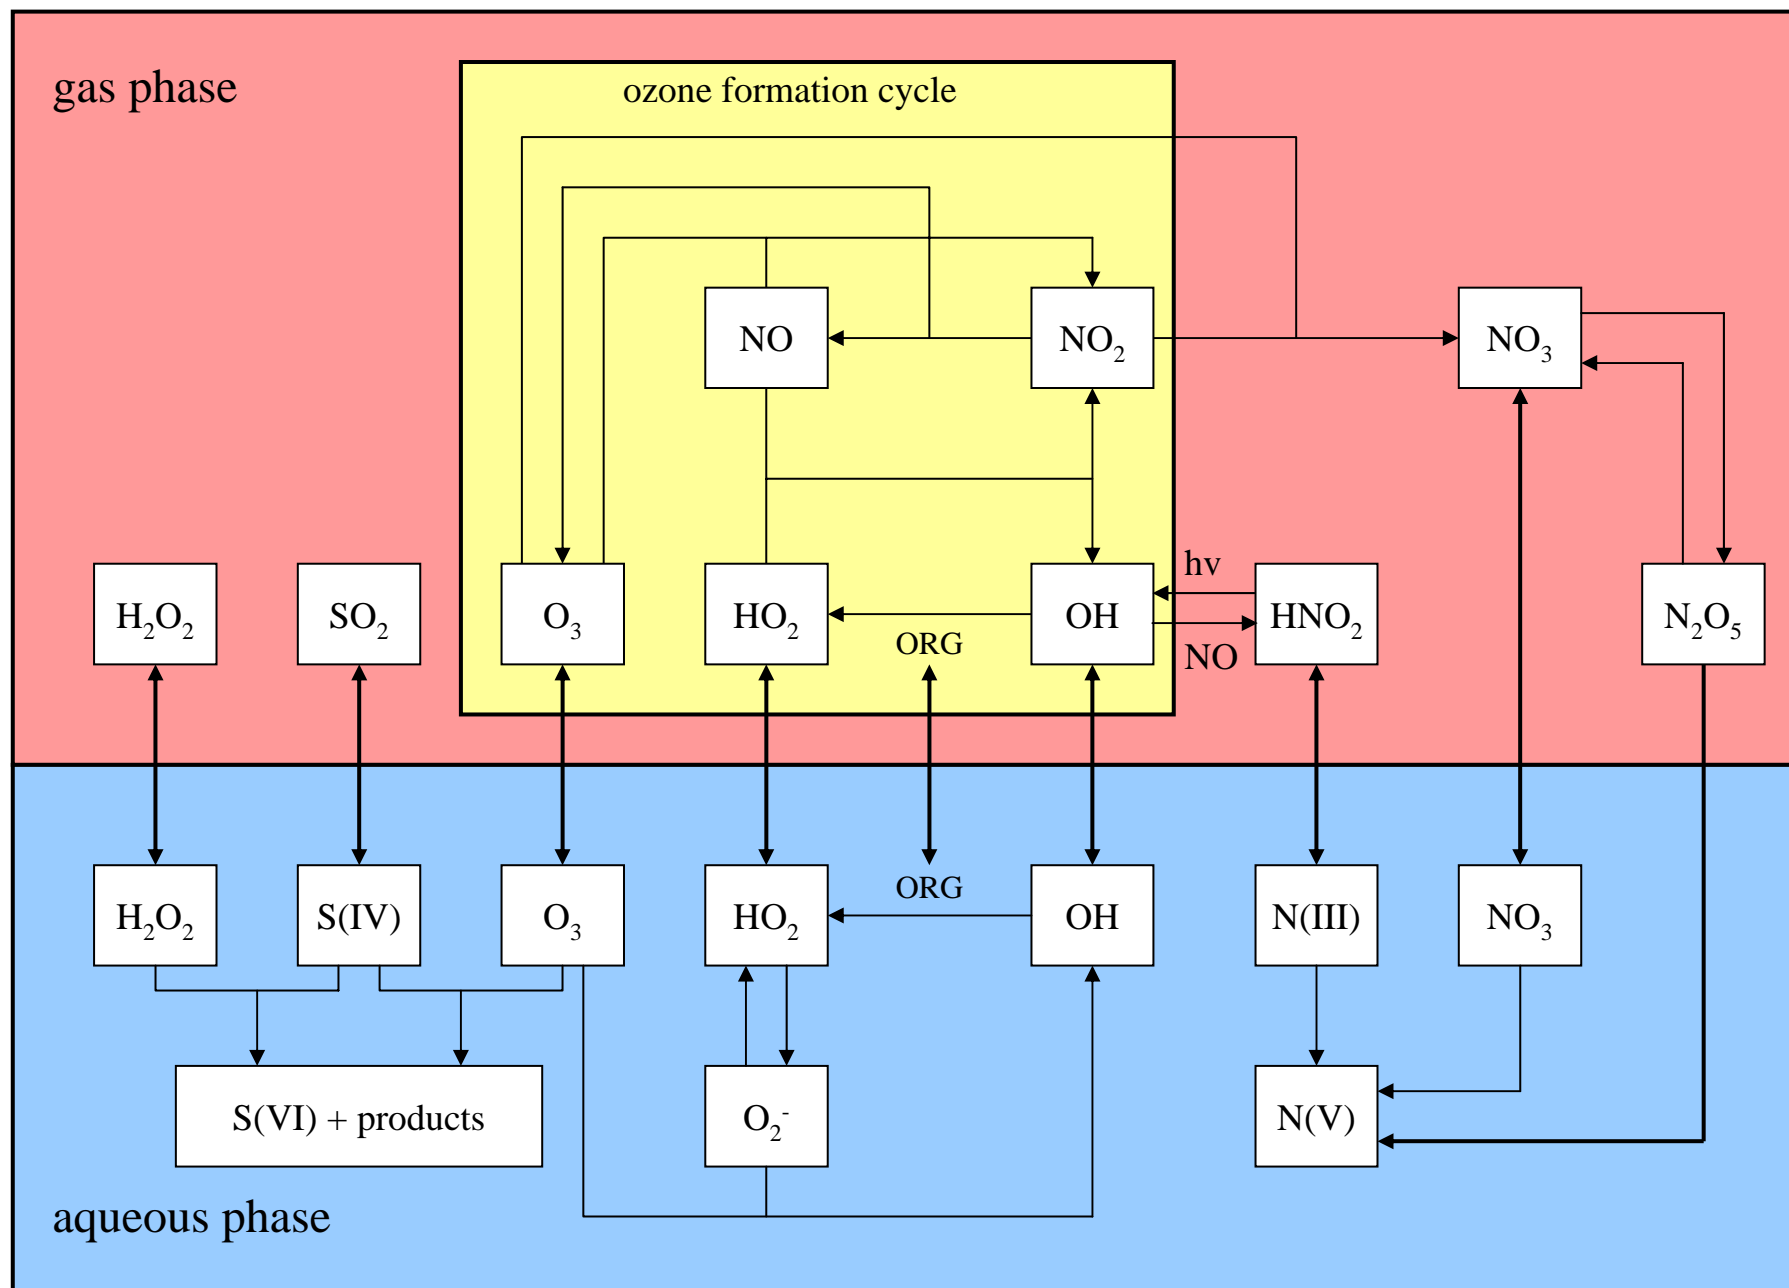 gas phase
ozone formation cycle
NO
NO₂
NO₃
hv
H₂O₂
SO₂
O₃
HO₂
ORG
OH
HNO₂
N₂O₅
NO
H₂O₂
S(IV)
O₃
HO₂
ORG
OH
N(III)
NO₃
S(VI) + products
O₂⁻
N(V)
aqueous phase